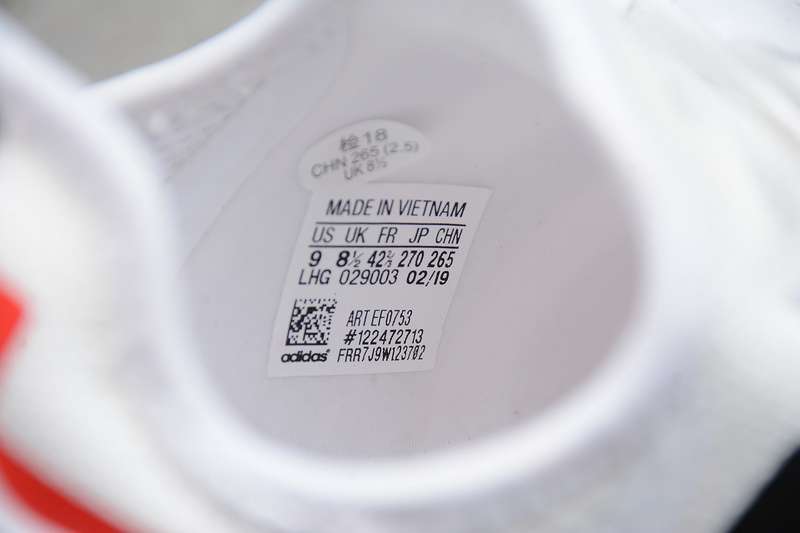 检18
CHN 265 (2.5)
UK 8½
MADE IN VIETNAM
US UK FR JP CHN
9 8½ 42⅔ 270 265
LHG 029003 02/19
ART EF0753
#122472713
adidas® FRR7J9W123782